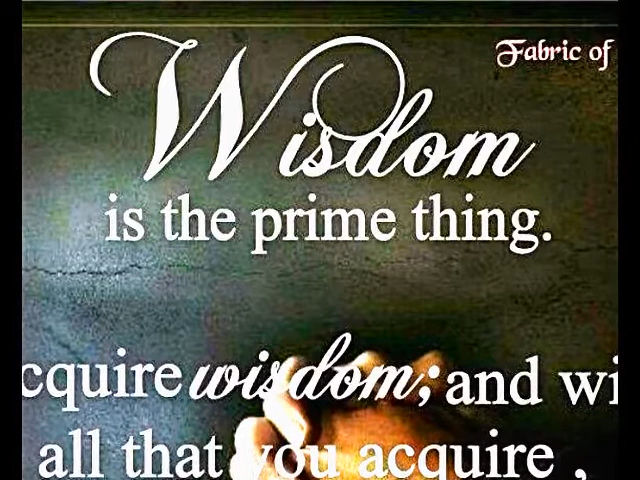 Fabric of
Wisdom
is the prime thing.
cquire wisdom; and wi
all that you acquire ,